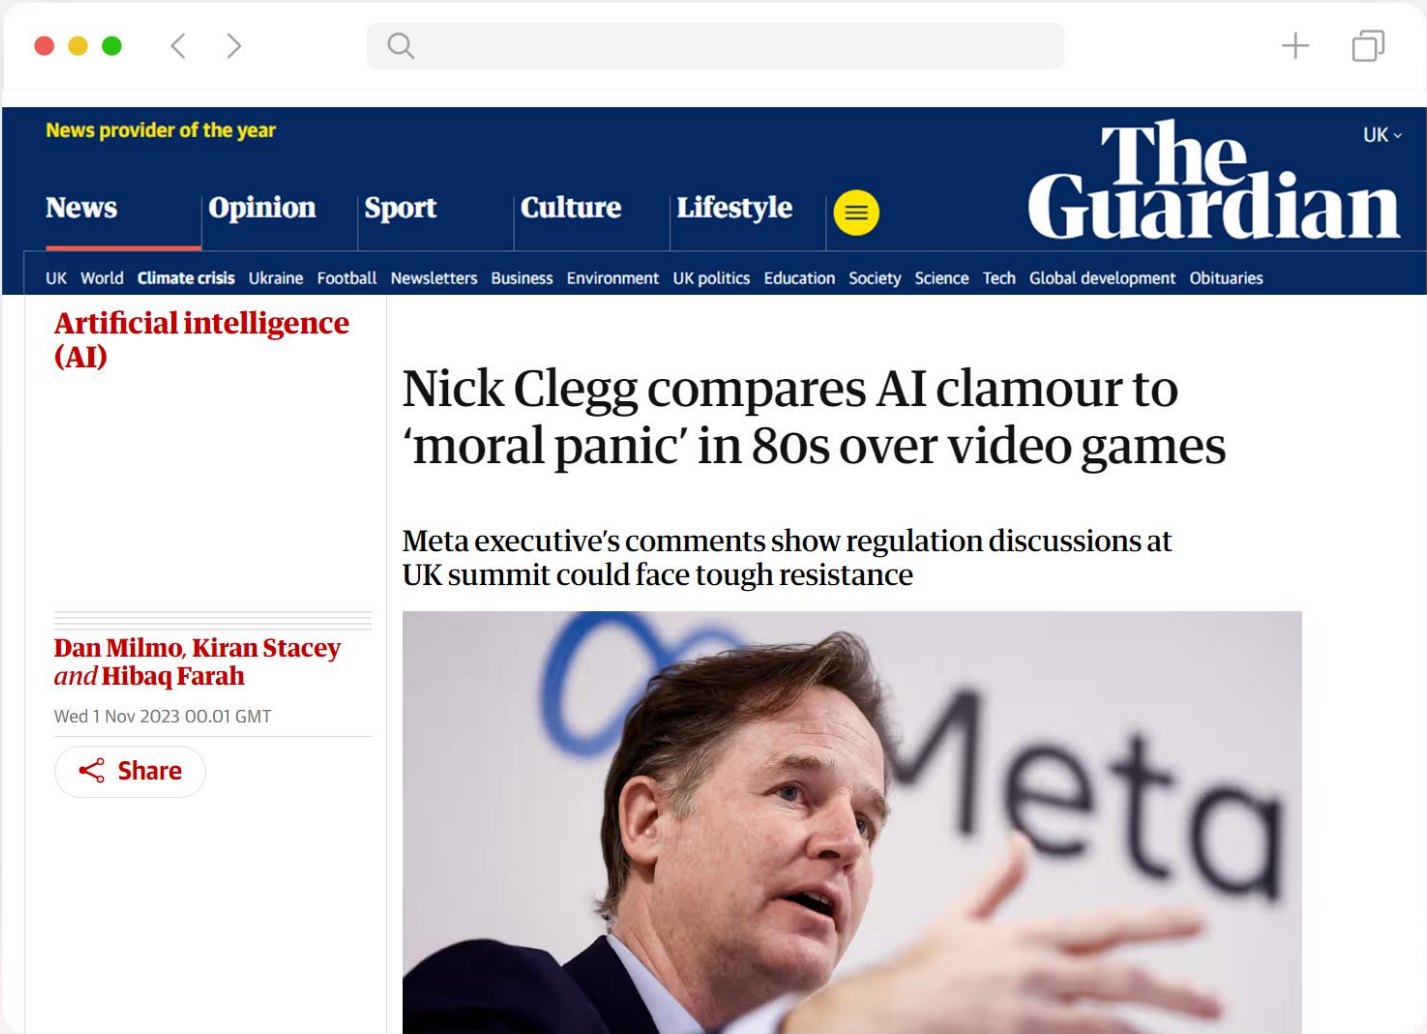 News provider of the year
The
Guardian
UK
News
Opinion
Sport
Culture
Lifestyle
UK World Climate crisis Ukraine Football Newsletters Business Environment UK politics Education Society Science Tech Global development Obituaries
Artificial intelligence
(AI)
Nick Clegg compares AI clamour to
‘moral panic’ in 80s over video games
Meta executive’s comments show regulation discussions at
UK summit could face tough resistance
Dan Milmo, Kiran Stacey
and Hibaq Farah
Wed 1 Nov 2023 00.01 GMT
Share
Meta